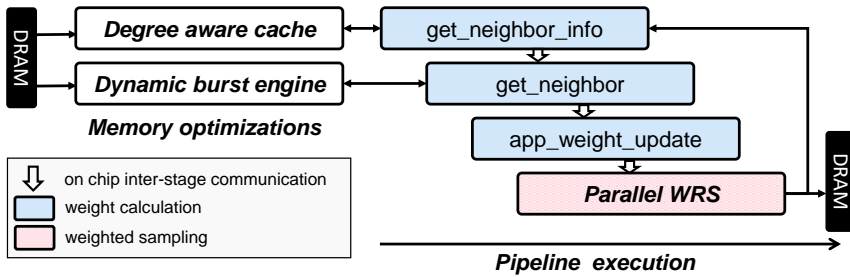 DRAM
Degree aware cache
get_neighbor_info
Dynamic burst engine
get_neighbor
Memory optimizations
app_weight_update
on chip inter-stage communication
weight calculation
weighted sampling
Parallel WRS
DRAM
Pipeline execution